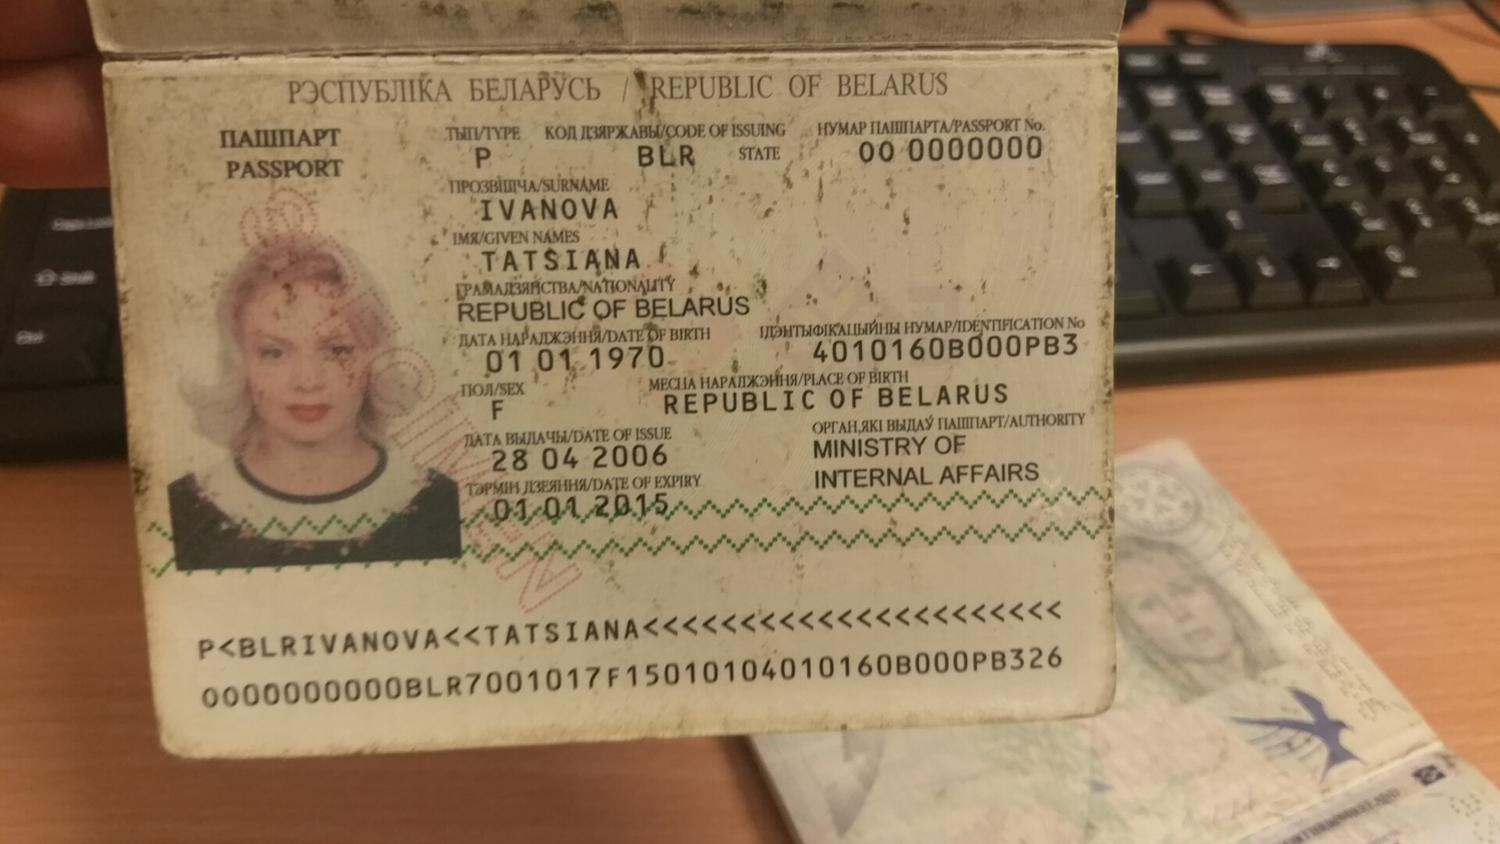 РЭСПУБЛІКА БЕЛАРУСЬ / REPUBLIC OF BELARUS
ПАШПАРТ
PASSPORT
ТЫП/TYPE КОД ДЗЯРЖАВЫ/CODE OF ISSUING STATE НУМАР ПАШПАРТА/PASSPORT No.
P BLR 00 0000000
ПРОЗВІШЧА/SURNAME
IVANOVA
ІМЯ/GIVEN NAMES
TATSIANA
ГРАМАДЗЯНСТВА/NATIONALITY
REPUBLIC OF BELARUS
ДАТА НАРАДЖЭННЯ/DATE OF BIRTH ІДЭНТЫФІКАЦЫЙНЫ НУМАР/IDENTIFICATION No
01 01 1970 4010160B000PB3
ПОЛ/SEX МЕСЦА НАРАДЖЭННЯ/PLACE OF BIRTH
F REPUBLIC OF BELARUS
ДАТА ВЫДАЧЫ/DATE OF ISSUE ОРГАН,ЯКІ ВЫДАЎ ПАШПАРТ/AUTHORITY
28 04 2006 MINISTRY OF
INTERNAL AFFAIRS
ТЭРМІН ДЗЕЯННЯ/DATE OF EXPIRY
01 01 2015
SPECIMEN
P<BLRIVANOVA<<TATSIANA<<<<<<<<<<<<<<<<<<<<<<
0000000000BLR7001017F15010104010160B000PB326